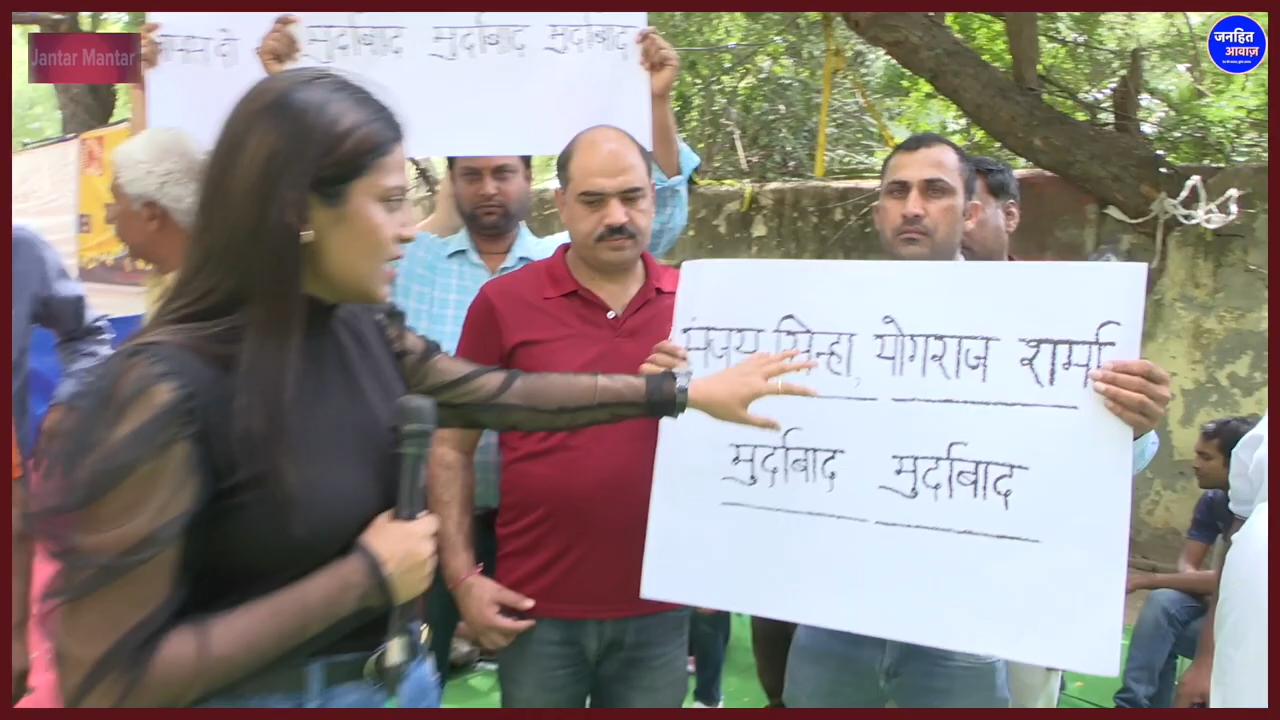 Jantar Mantar
जनहित
आवाज़
मुर्दाबाद मुर्दाबाद मुर्दाबाद
संजय सिन्हा, योगराज शर्मा
मुर्दाबाद मुर्दाबाद